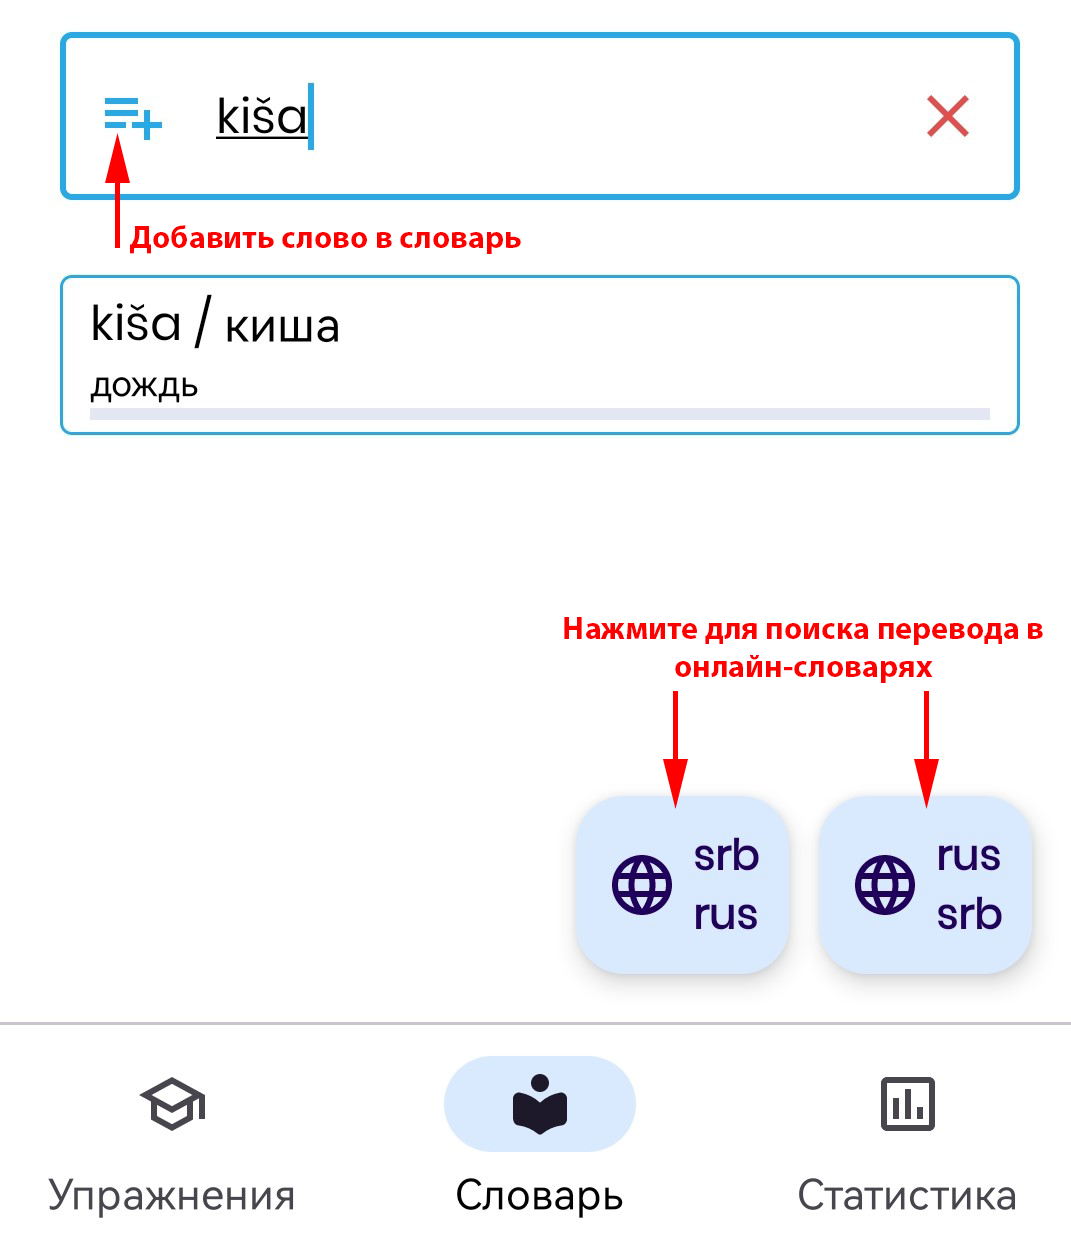 kiša
Добавить слово в словарь
kiša / киша
дождь
Нажмите для поиска перевода в
онлайн-словарях
srb
rus
rus
srb
Упражнения
Словарь
Статистика